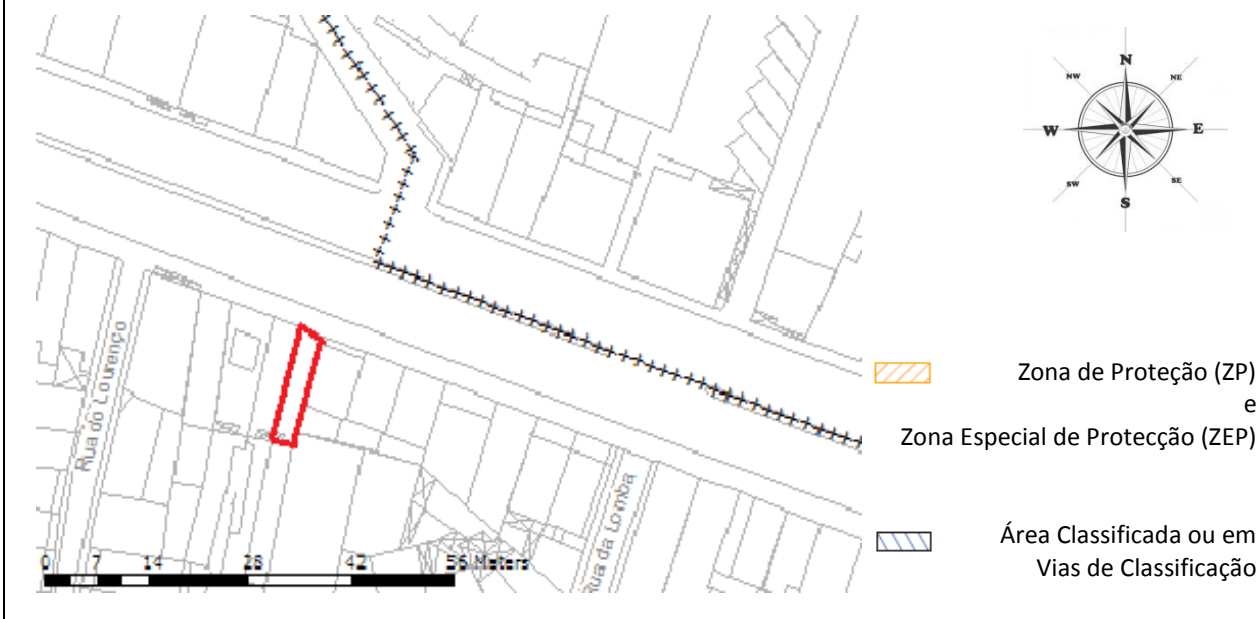 N
NW
NE
W
E
SW
SE
S
Rua do Lourenço
Rua da Lomba
0 7 14 28 42 56 Meters
Zona de Proteção (ZP)
e
Zona Especial de Protecção (ZEP)
Área Classificada ou em
Vias de Classificação